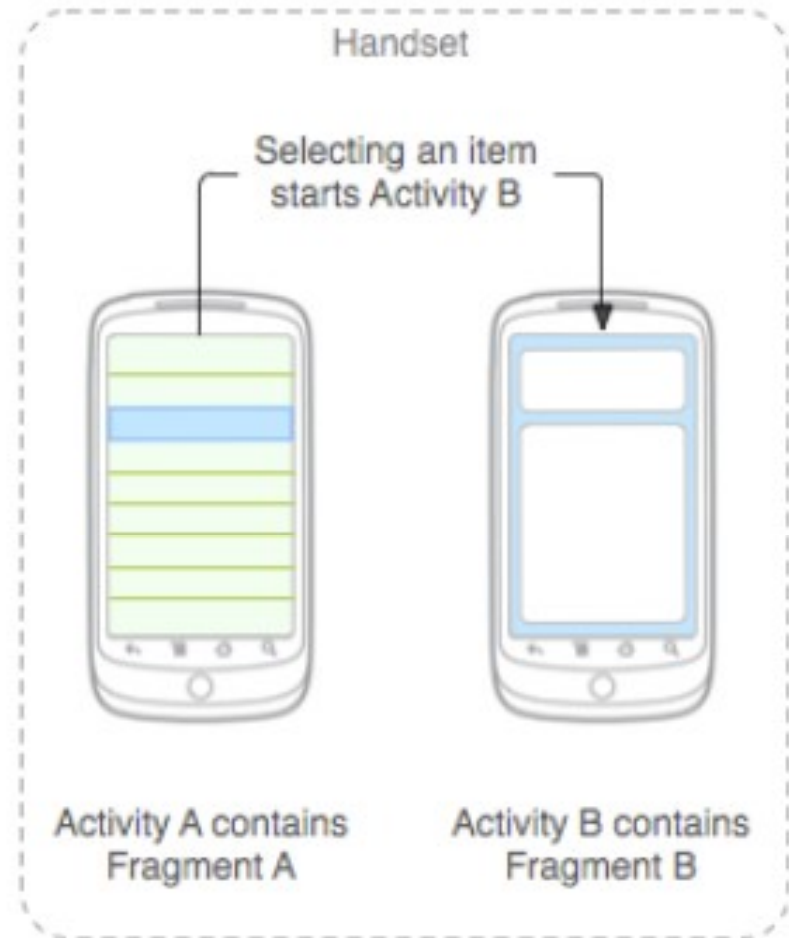 Handset
Selecting an item
starts Activity B
Activity A contains
Fragment A
Activity B contains
Fragment B